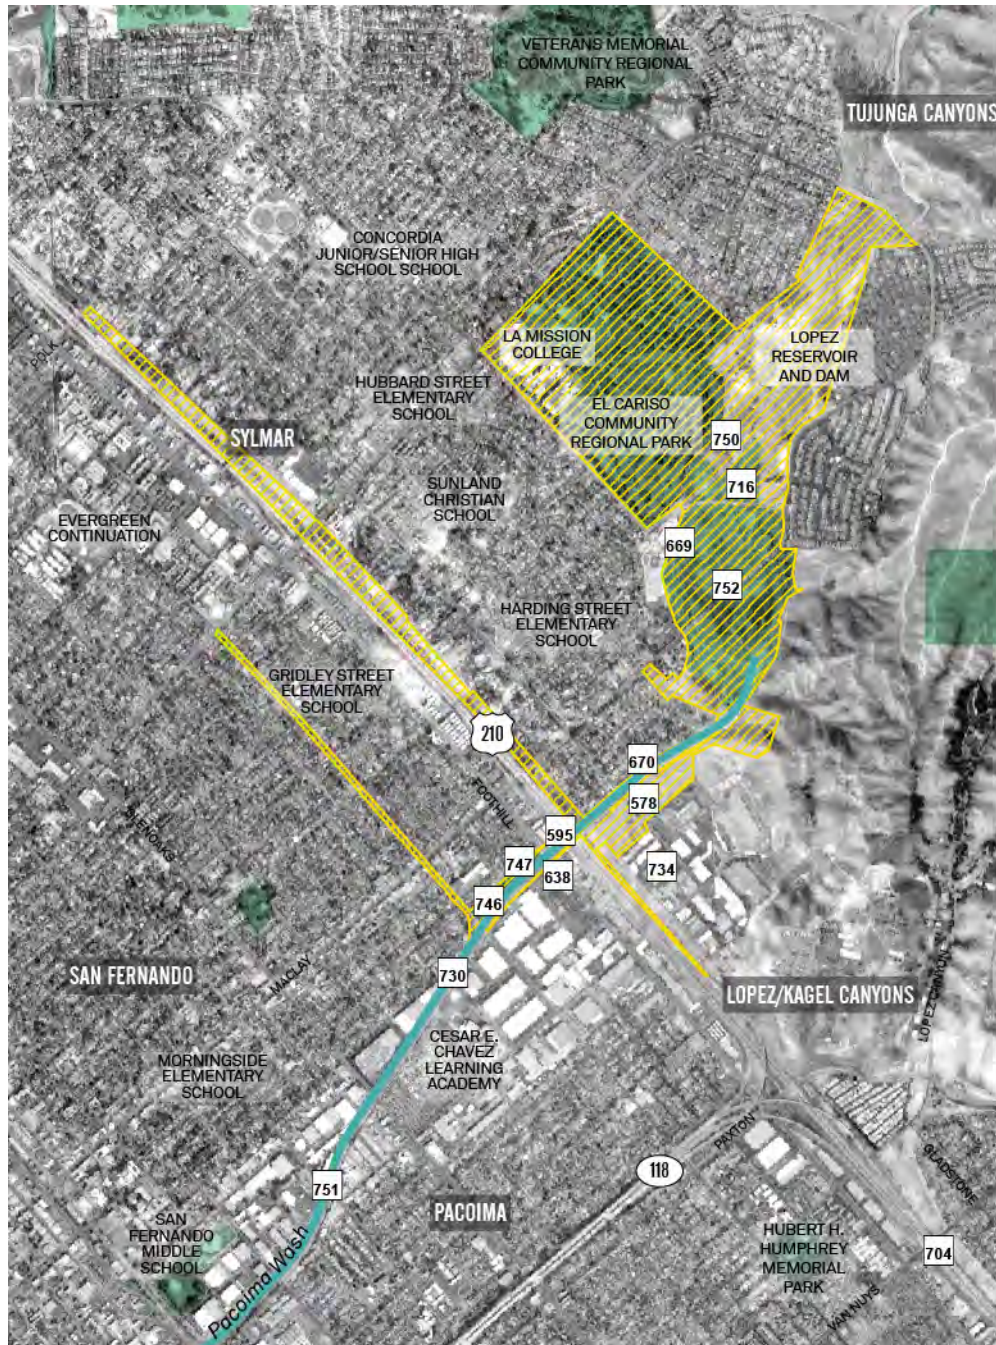 VETERANS MEMORIAL
COMMUNITY REGIONAL
PARK
TUJUNGA CANYONS
CONCORDIA
JUNIOR/SENIOR HIGH
SCHOOL SCHOOL
LA MISSION
COLLEGE
LOPEZ
RESERVOIR
AND DAM
POLK
HUBBARD STREET
ELEMENTARY
SCHOOL
EL CARISO
COMMUNITY
REGIONAL PARK
750
SYLMAR
716
SUNLAND
CHRISTIAN
SCHOOL
EVERGREEN
CONTINUATION
669
752
HARDING STREET
ELEMENTARY
SCHOOL
GRIDLEY STREET
ELEMENTARY
SCHOOL
210
670
578
FOOTHILL
GLENOAKS
595
747
638
734
746
730
SAN FERNANDO
MACLAY
LOPEZ/KAGEL CANYONS
LOPEZ CANYON
CESAR E.
CHAVEZ
LEARNING
ACADEMY
MORNINGSIDE
ELEMENTARY
SCHOOL
PAXTON
118
GLADSTONE
751
PACOIMA
SAN
FERNANDO
MIDDLE
SCHOOL
Pacoima Wash
HUBERT H.
HUMPHREY
MEMORIAL
PARK
704
VAN NUYS